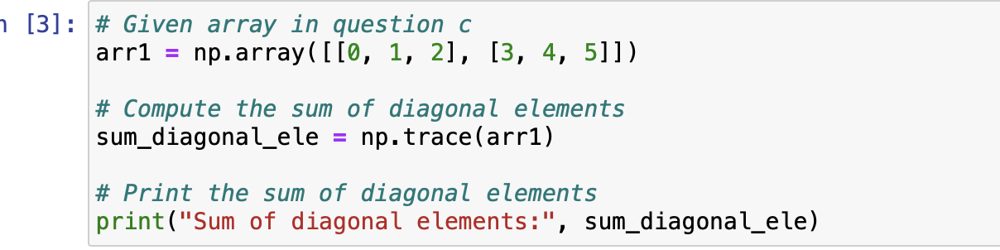 n [3]: # Given array in question c
arr1 = np.array([[0, 1, 2], [3, 4, 5]])
# Compute the sum of diagonal elements
sum_diagonal_ele = np.trace(arr1)
# Print the sum of diagonal elements
print("Sum of diagonal elements:", sum_diagonal_ele)